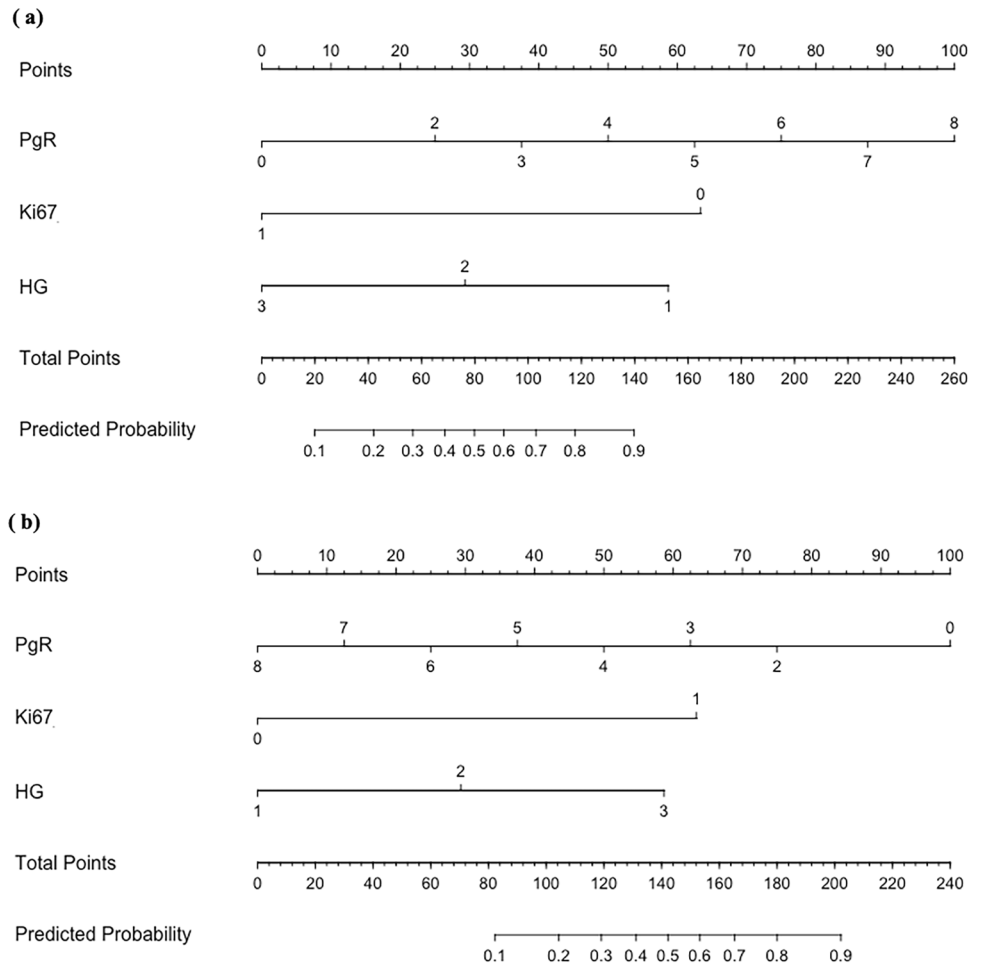 ( a)
0 10 20 30 40 50 60 70 80 90 100
Points
2 4 6 8
PgR
0 3 5 7
0
Ki67
1
2
HG
3 1
Total Points
0 20 40 60 80 100 120 140 160 180 200 220 240 260
Predicted Probability
0.1 0.2 0.3 0.4 0.5 0.6 0.7 0.8 0.9
( b)
0 10 20 30 40 50 60 70 80 90 100
Points
7 5 3 0
PgR
8 6 4 2
1
Ki67
0
2
HG
1 3
Total Points
0 20 40 60 80 100 120 140 160 180 200 220 240
Predicted Probability
0.1 0.2 0.3 0.4 0.5 0.6 0.7 0.8 0.9